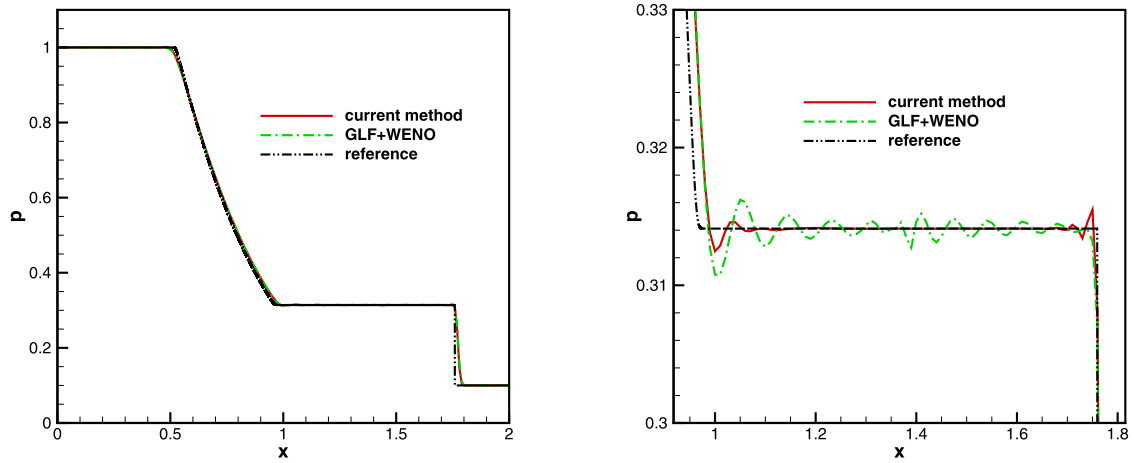 1
0.8
0.6
0.4
0.2
0
p
0
0.5
1
1.5
2
x
current method
GLF+WENO
reference
0.33
0.32
0.31
0.3
p
1
1.2
1.4
1.6
1.8
x
current method
GLF+WENO
reference